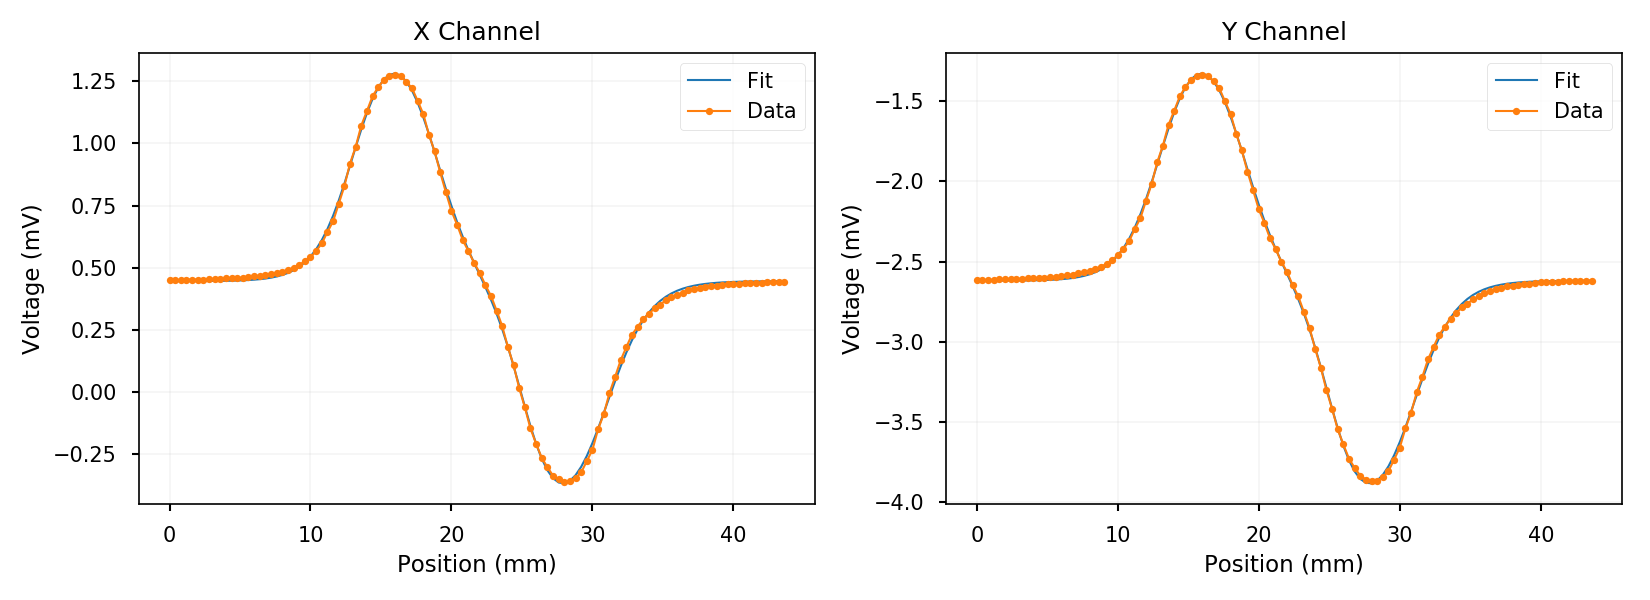 X Channel
Voltage (mV)
1.25
1.00
0.75
0.50
0.25
0.00
−0.25
0 10 20 30 40
Position (mm)
Fit
Data
Y Channel
Voltage (mV)
−1.5
−2.0
−2.5
−3.0
−3.5
−4.0
0 10 20 30 40
Position (mm)
Fit
Data